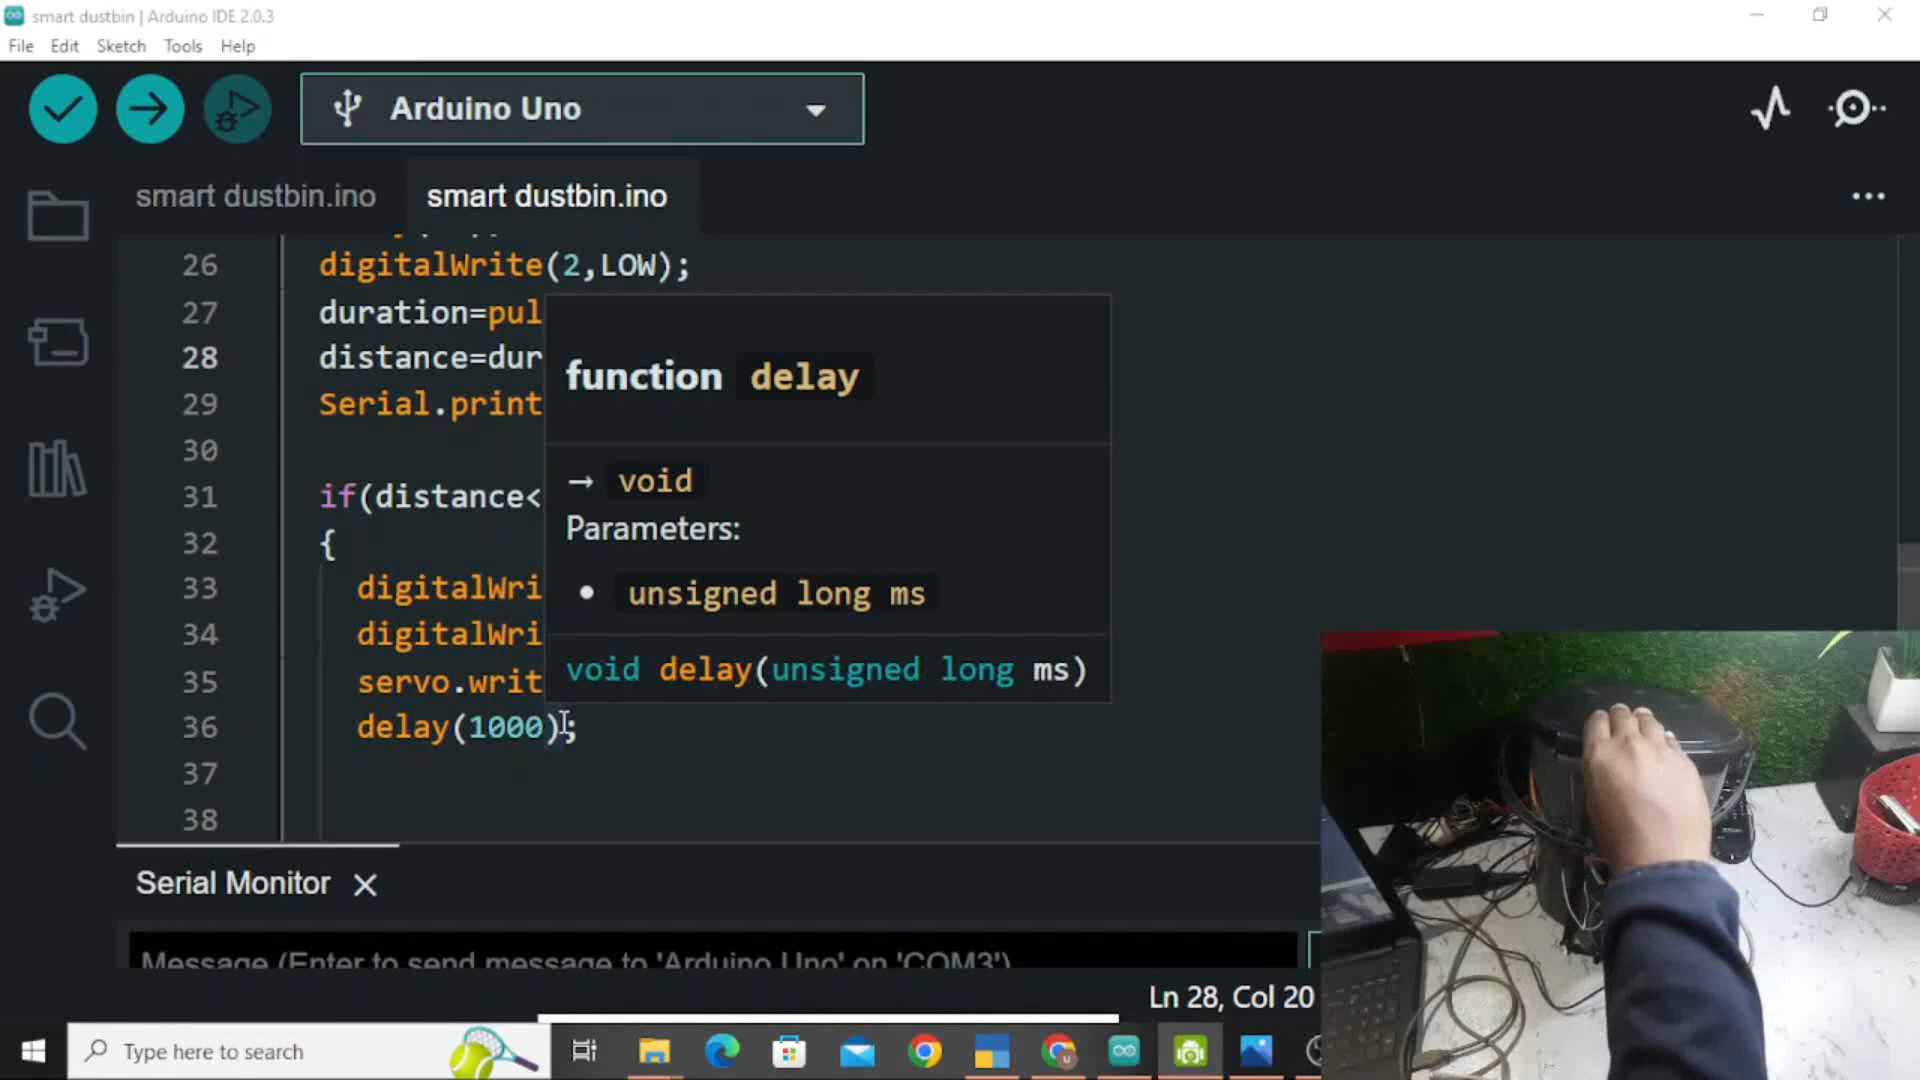 smart dustbin | Arduino IDE 2.0.3
File Edit Sketch Tools Help
Arduino Uno
smart dustbin.ino smart dustbin.ino
26 digitalWrite(2,LOW);
27 duration=pul
28 distance=dur
29 Serial.print
30
31 if(distance<
32 {
33 digitalWri
34 digitalWri
35 servo.writ
36 delay(1000);
37
38
function delay
→ void
Parameters:
• unsigned long ms
void delay(unsigned long ms)
Serial Monitor
Message (Enter to send message to 'Arduino Uno' on 'COM3')
Ln 28, Col 20
Type here to search